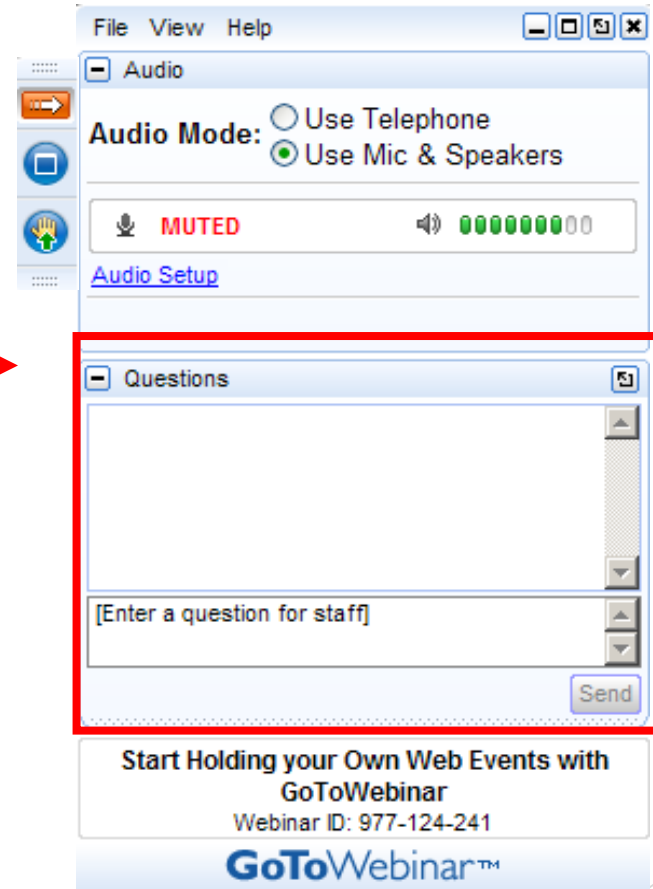 File View Help
Audio
Audio Mode: Use Telephone
Use Mic & Speakers
MUTED
Audio Setup
Questions
[Enter a question for staff]
Send
Start Holding your Own Web Events with
GoToWebinar
Webinar ID: 977-124-241
GoToWebinar™